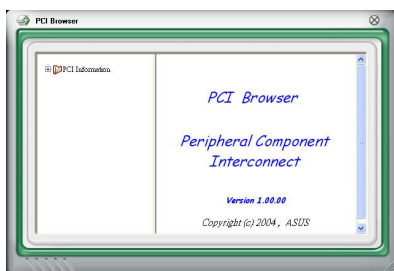 PCI Browser
PCI Information
PCI Browser
Peripheral Component
Interconnect
Version 1.00.00
Copyright (c) 2004, ASUS